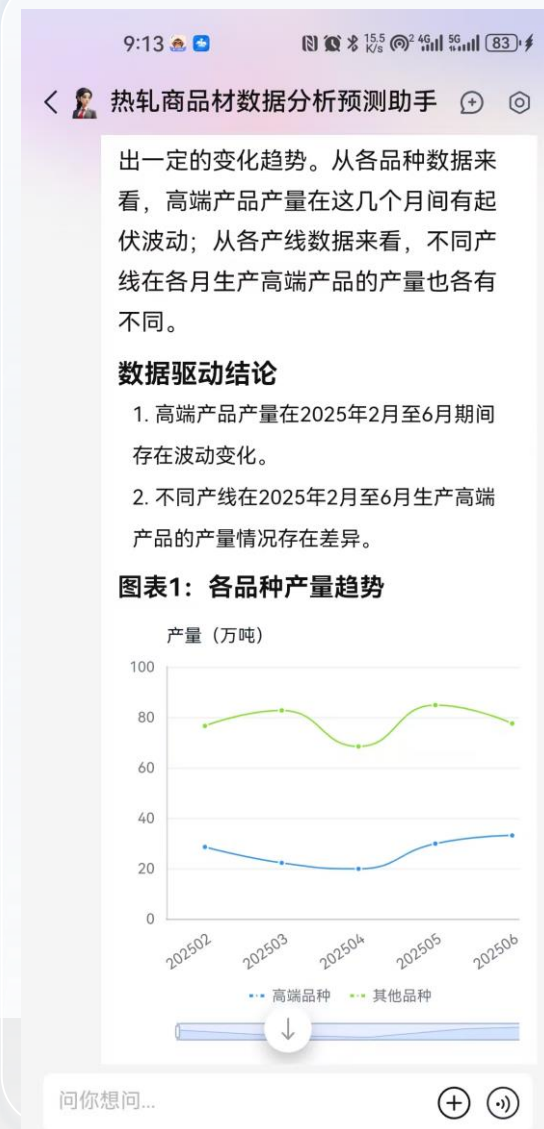 9:13
15.5
K/s
2
4G
5G
83
热轧商品材数据分析预测助手
出一定的变化趋势。从各品种数据来
看，高端产品产量在这几个月间有起
伏波动；从各产线数据来看，不同产
线在各月生产高端产品的产量也各有
不同。
数据驱动结论
1. 高端产品产量在2025年2月至6月期间
存在波动变化。
2. 不同产线在2025年2月至6月生产高端
产品的产量情况存在差异。
图表1：各品种产量趋势
产量（万吨）
100
80
60
40
20
0
202502
202503
202504
202505
202506
高端品种
其他品种
问你想问...